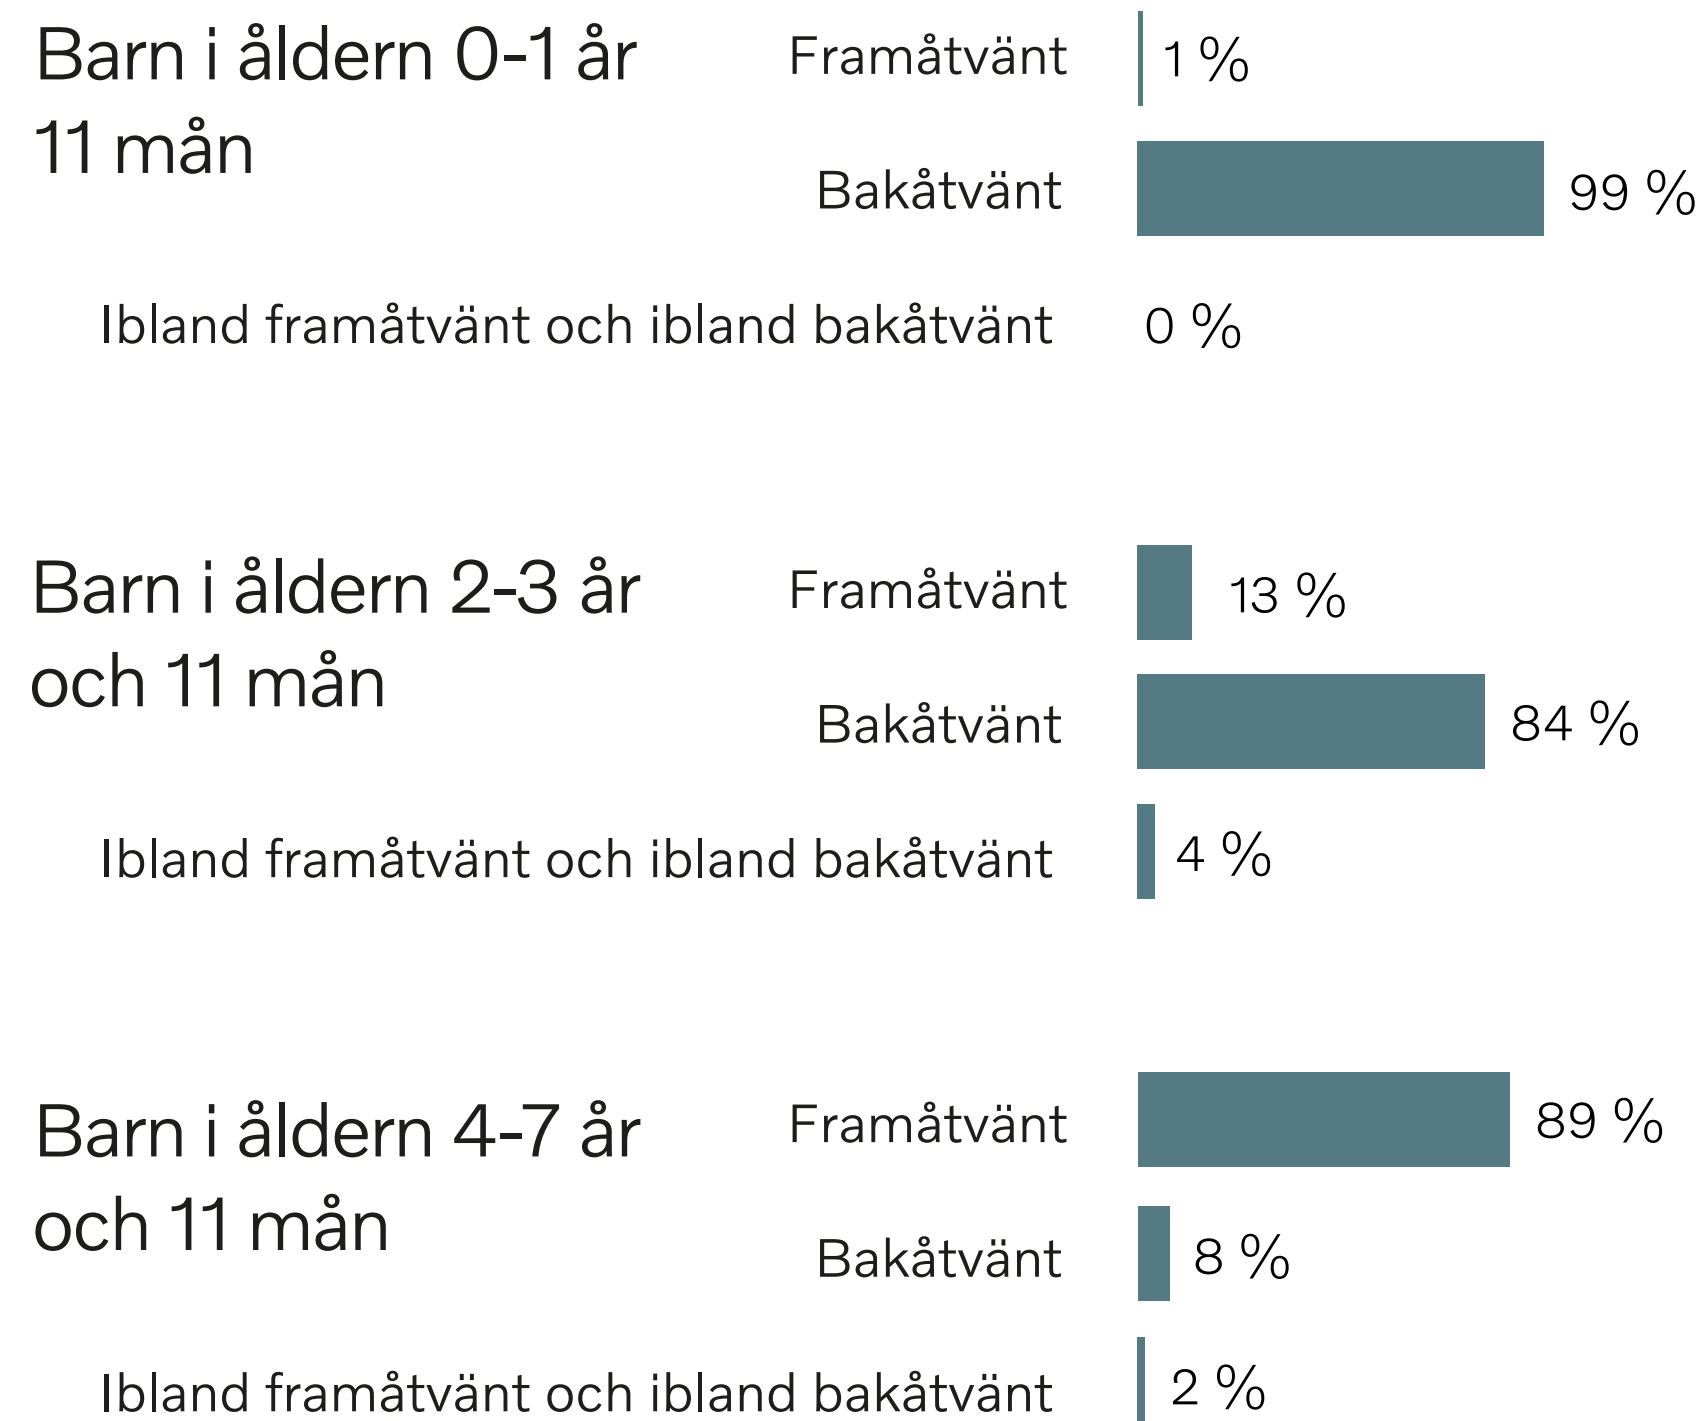 Barn i åldern 0-1 år
11 mån
Framåtvänt 1 %
Bakåtvänt 99 %
Ibland framåtvänt och ibland bakåtvänt 0 %
Barn i åldern 2-3 år
och 11 mån
Framåtvänt 13 %
Bakåtvänt 84 %
Ibland framåtvänt och ibland bakåtvänt 4 %
Barn i åldern 4-7 år
och 11 mån
Framåtvänt 89 %
Bakåtvänt 8 %
Ibland framåtvänt och ibland bakåtvänt 2 %